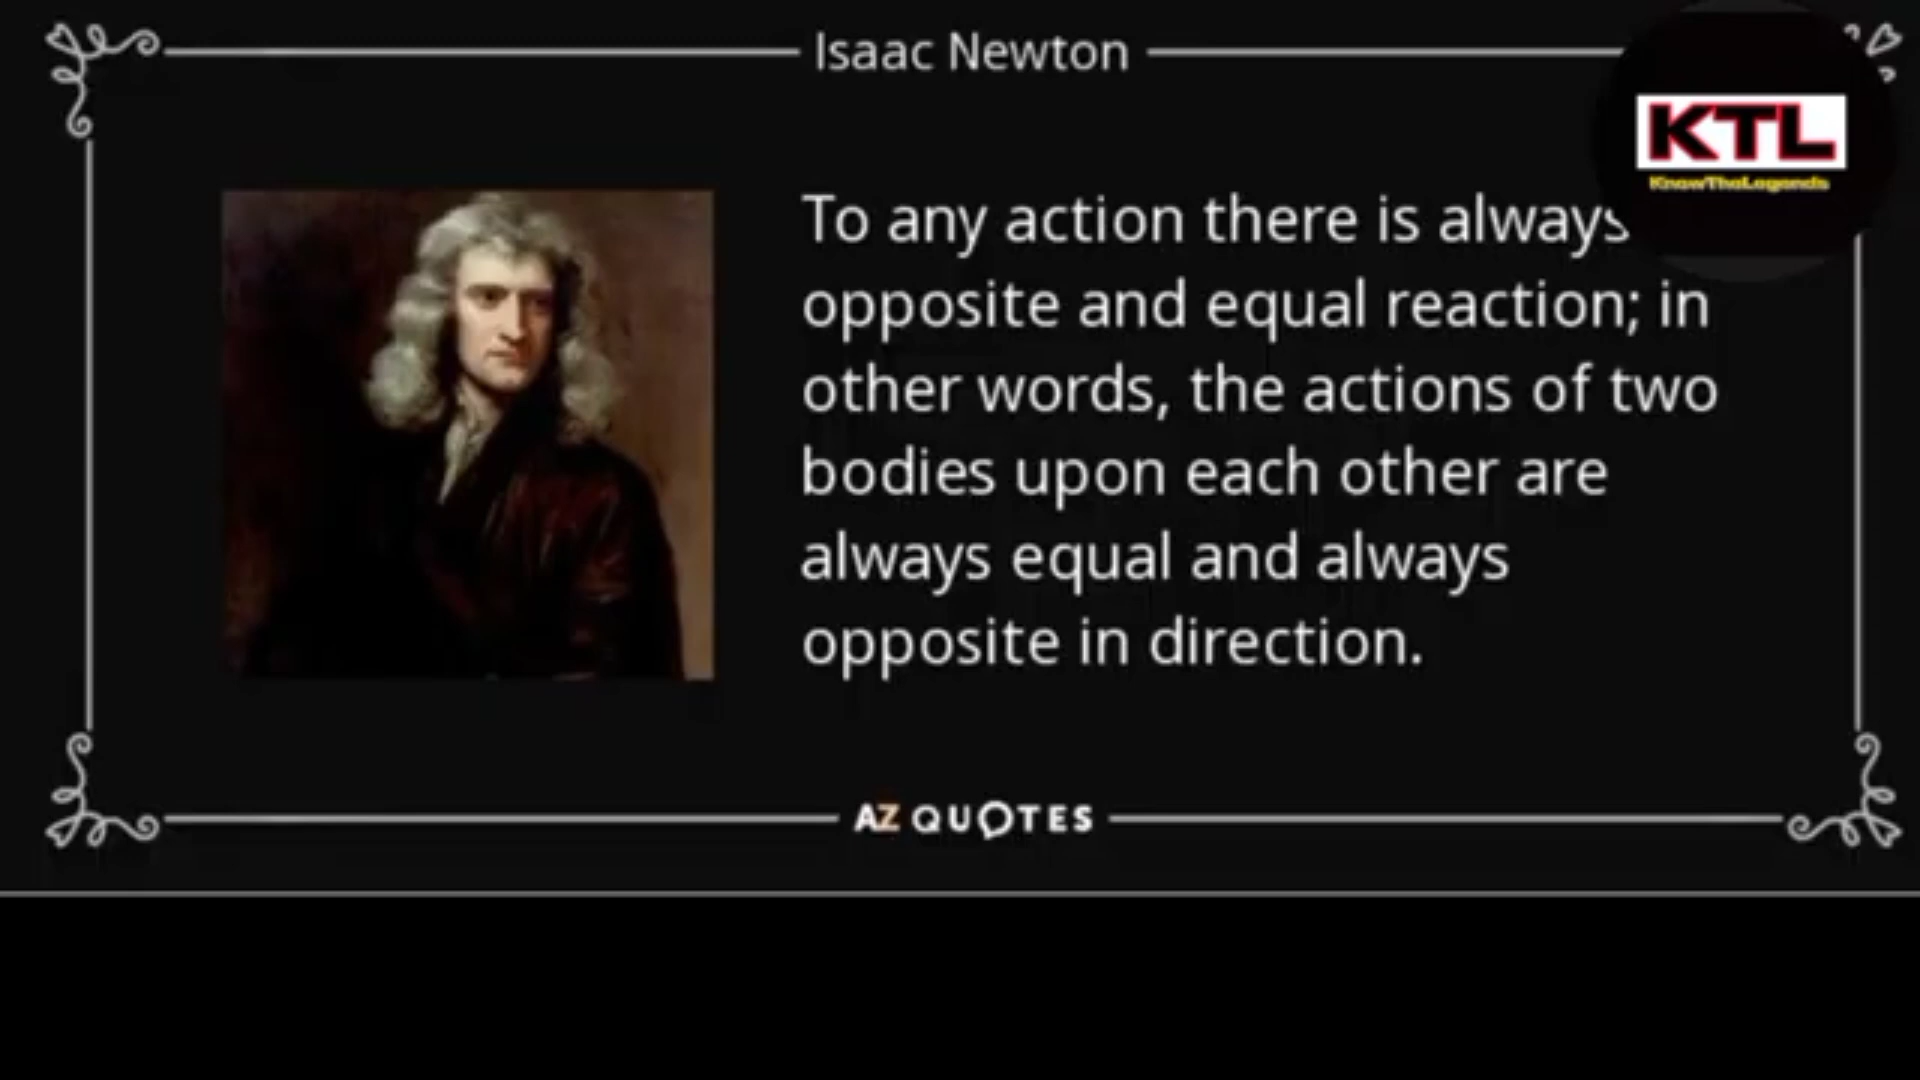 Isaac Newton
KTL
KnowThaLegends
To any action there is always
opposite and equal reaction; in
other words, the actions of two
bodies upon each other are
always equal and always
opposite in direction.
AZ QUOTES